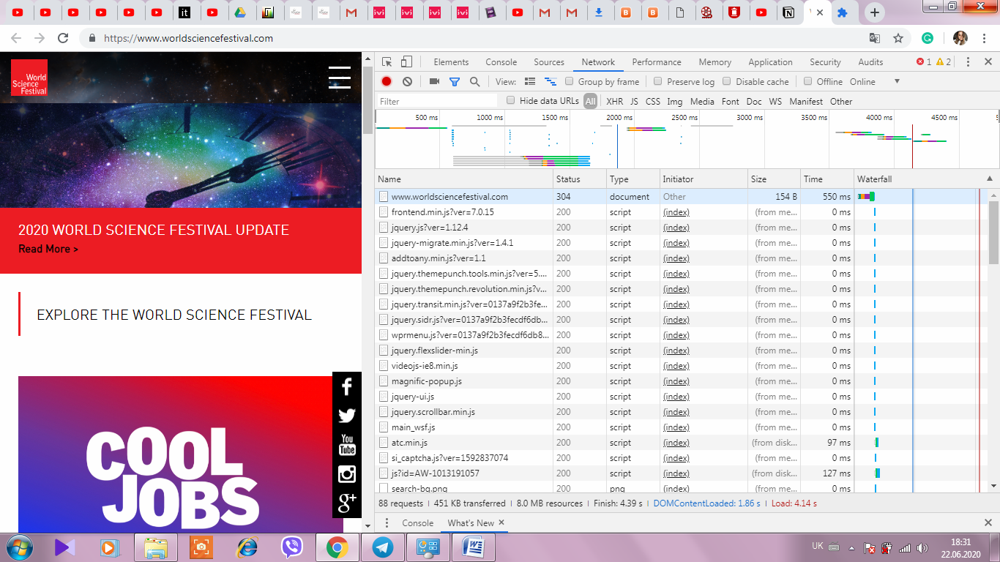 it
ivi
ivi
ivi
ivi
https://www.worldsciencefestival.com
World
Science
Festival
2020 WORLD SCIENCE FESTIVAL UPDATE
Read More >
EXPLORE THE WORLD SCIENCE FESTIVAL
COOL
JOBS
You
Tube
g+
Elements Console Sources Network Performance Memory Application Security Audits 1 2
View: Group by frame Preserve log Disable cache Offline Online
Filter Hide data URLs All XHR JS CSS Img Media Font Doc WS Manifest Other
500 ms 1000 ms 1500 ms 2000 ms 2500 ms 3000 ms 3500 ms 4000 ms 4500 ms
Name Status Type Initiator Size Time Waterfall
www.worldsciencefestival.com 304 document Other 154 B 550 ms
frontend.min.js?ver=7.0.15 200 script (index) (from me... 0 ms
jquery.js?ver=1.12.4 200 script (index) (from me... 0 ms
jquery-migrate.min.js?ver=1.4.1 200 script (index) (from me... 0 ms
addtoany.min.js?ver=1.1 200 script (index) (from me... 0 ms
jquery.themepunch.tools.min.js?ver=5.... 200 script (index) (from me... 0 ms
jquery.themepunch.revolution.min.js?v... 200 script (index) (from me... 0 ms
jquery.transit.min.js?ver=0137a9f2b3fe... 200 script (index) (from me... 0 ms
jquery.sidr.js?ver=0137a9f2b3fecdf6db... 200 script (index) (from me... 0 ms
wprmenu.js?ver=0137a9f2b3fecdf6db8... 200 script (index) (from me... 0 ms
jquery.flexslider-min.js 200 script (index) (from me... 0 ms
videojs-ie8.min.js 200 script (index) (from me... 0 ms
magnific-popup.js 200 script (index) (from me... 0 ms
jquery-ui.js 200 script (index) (from me... 0 ms
jquery.scrollbar.min.js 200 script (index) (from me... 0 ms
main_wsf.js 200 script (index) (from me... 0 ms
atc.min.js 200 script (index) (from disk... 97 ms
si_captcha.js?ver=1592837074 200 script (index) (from me... 0 ms
js?id=AW-1013191057 200 script (index) (from disk... 127 ms
search-bg.png 200 png (index) (from me... 0 ms
88 requests | 451 KB transferred | 8.0 MB resources | Finish: 4.39 s | DOMContentLoaded: 1.86 s | Load: 4.14 s
Console What's New
UK
18:31
22.06.2020